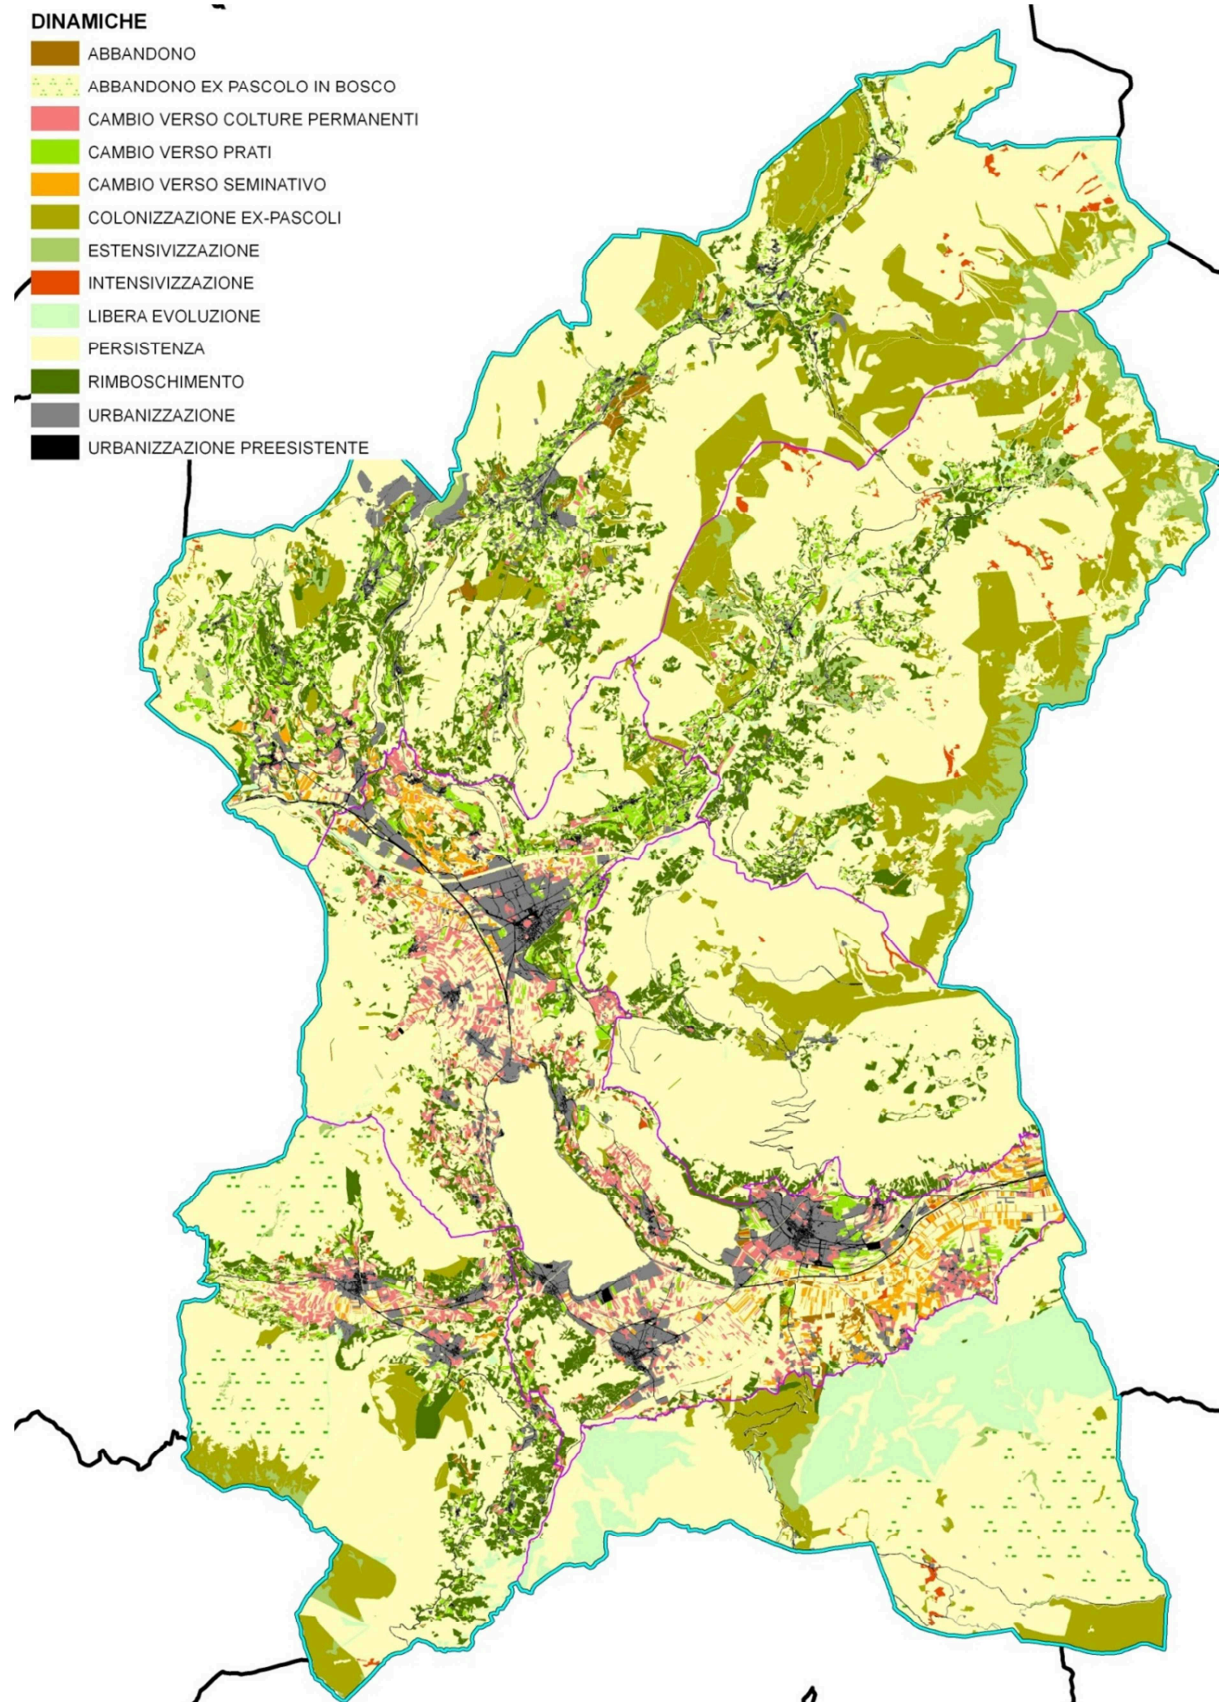 DINAMICHE
ABBANDONO
ABBANDONO EX PASCOLO IN BOSCO
CAMBIO VERSO COLTURE PERMANENTI
CAMBIO VERSO PRATI
CAMBIO VERSO SEMINATIVO
COLONIZZAZIONE EX-PASCOLI
ESTENSIVIZZAZIONE
INTENSIVIZZAZIONE
LIBERA EVOLUZIONE
PERSISTENZA
RIMBOSCHIMENTO
URBANIZZAZIONE
URBANIZZAZIONE PREESISTENTE